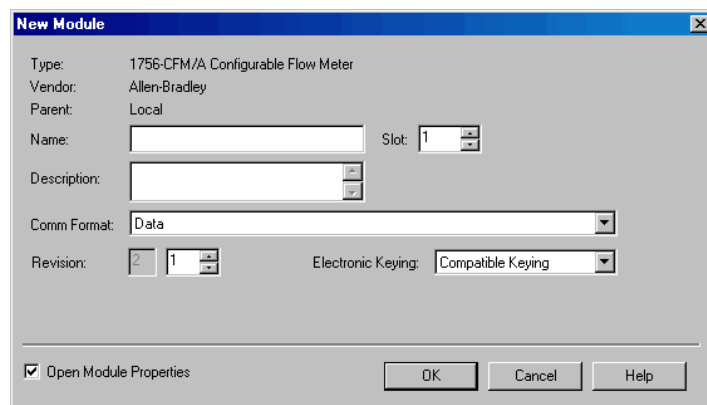 New Module
Type: 1756-CFM/A Configurable Flow Meter
Vendor: Allen-Bradley
Parent: Local
Name: Slot: 1
Description:
Comm Format: Data
Revision: 2 1 Electronic Keying: Compatible Keying
Open Module Properties OK Cancel Help